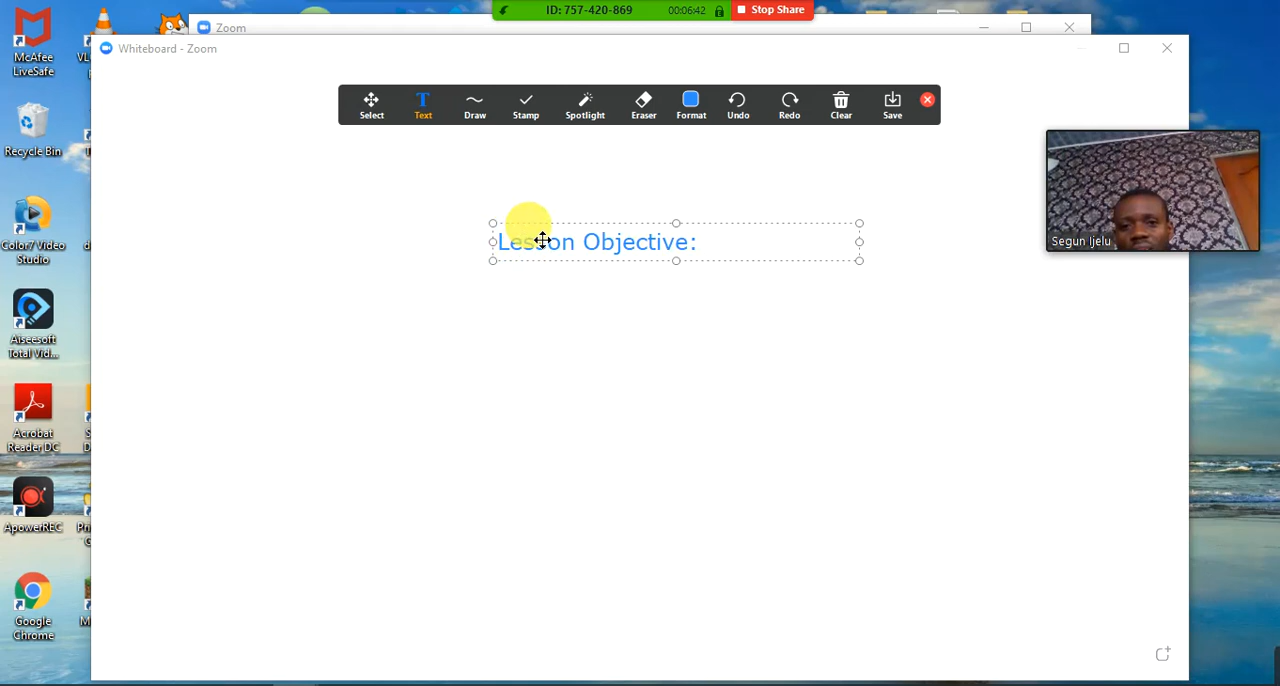 ID: 757-420-869
00:06:42
Stop Share
Zoom
Whiteboard - Zoom
Select
Text
Draw
Stamp
Spotlight
Eraser
Format
Undo
Redo
Clear
Save
Lesson Objective:
Segun Ijelu
McAfee
LiveSafe
Recycle Bin
Color7 Video
Studio
Aiseesoft
Total Vid...
Acrobat
Reader DC
ApowerREC
Google
Chrome